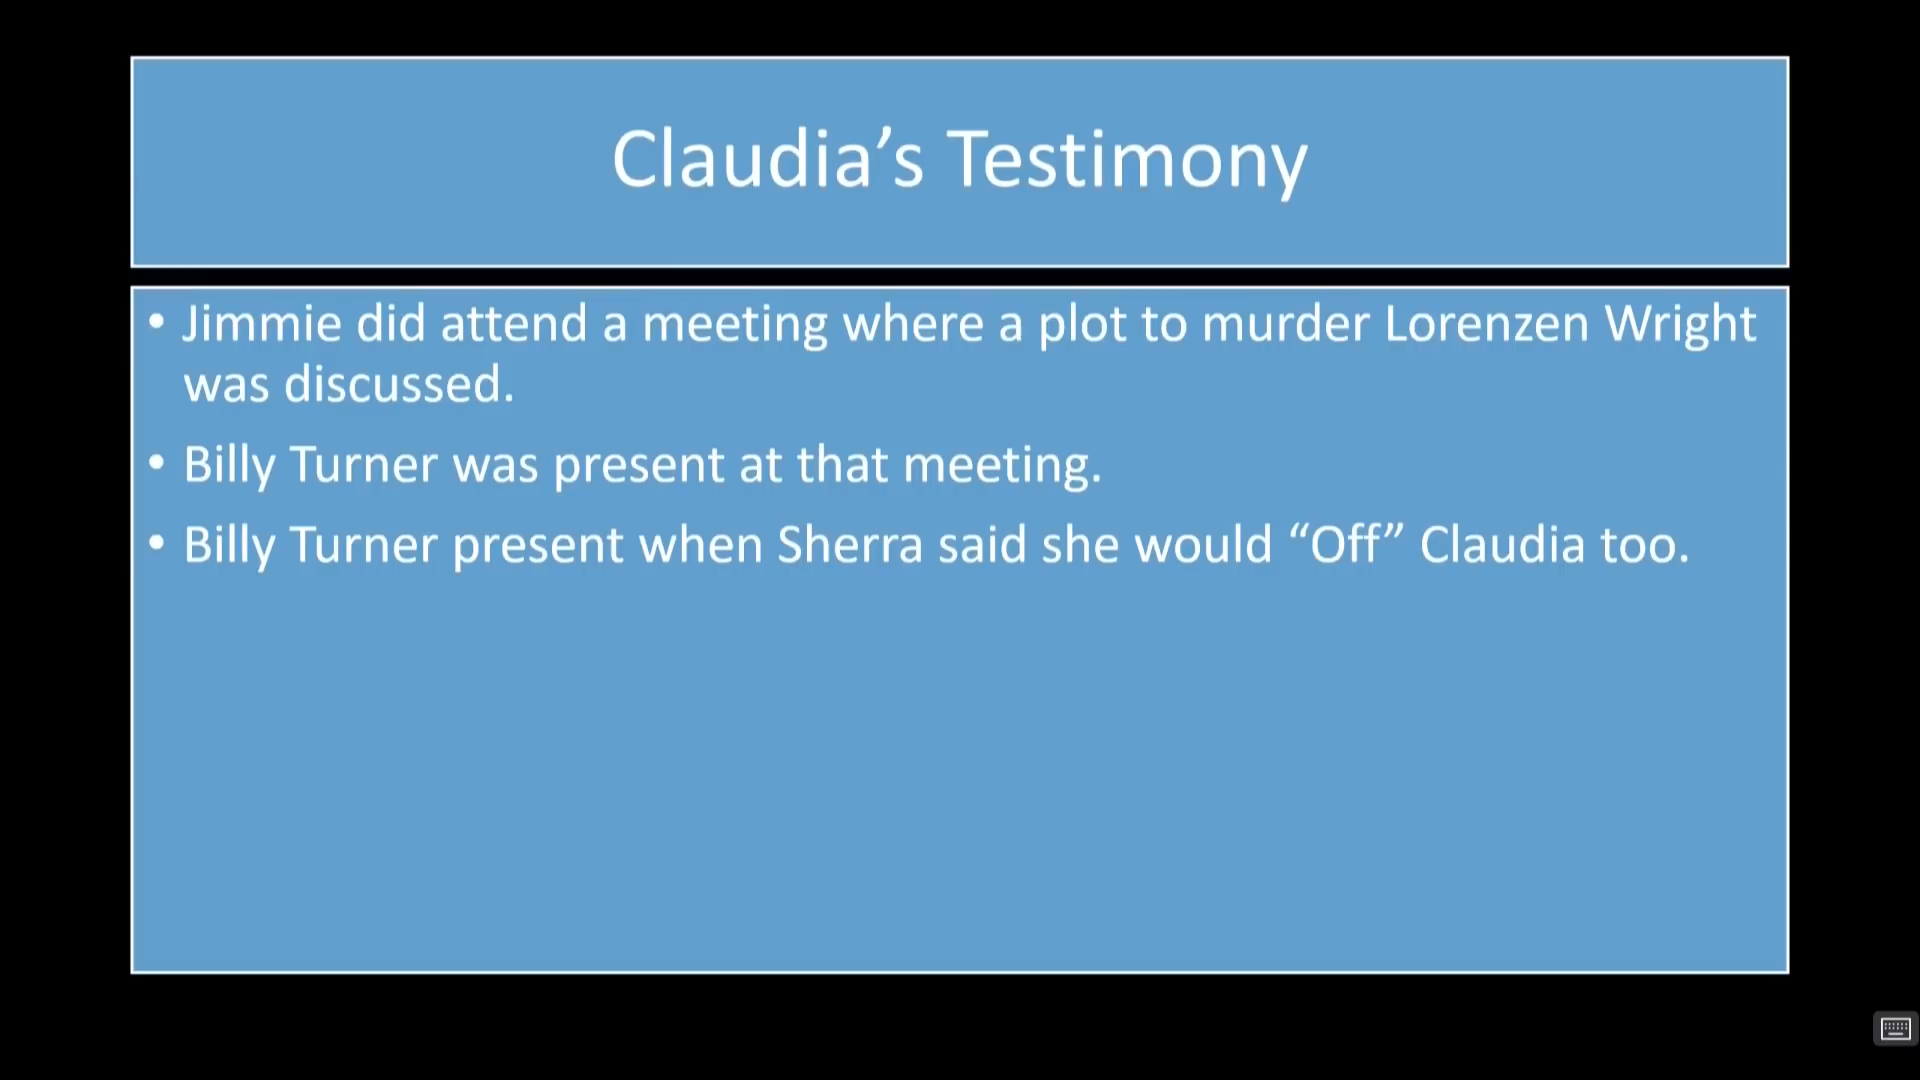 Claudia’s Testimony
• Jimmie did attend a meeting where a plot to murder Lorenzen Wright
was discussed.
• Billy Turner was present at that meeting.
• Billy Turner present when Sherra said she would “Off” Claudia too.